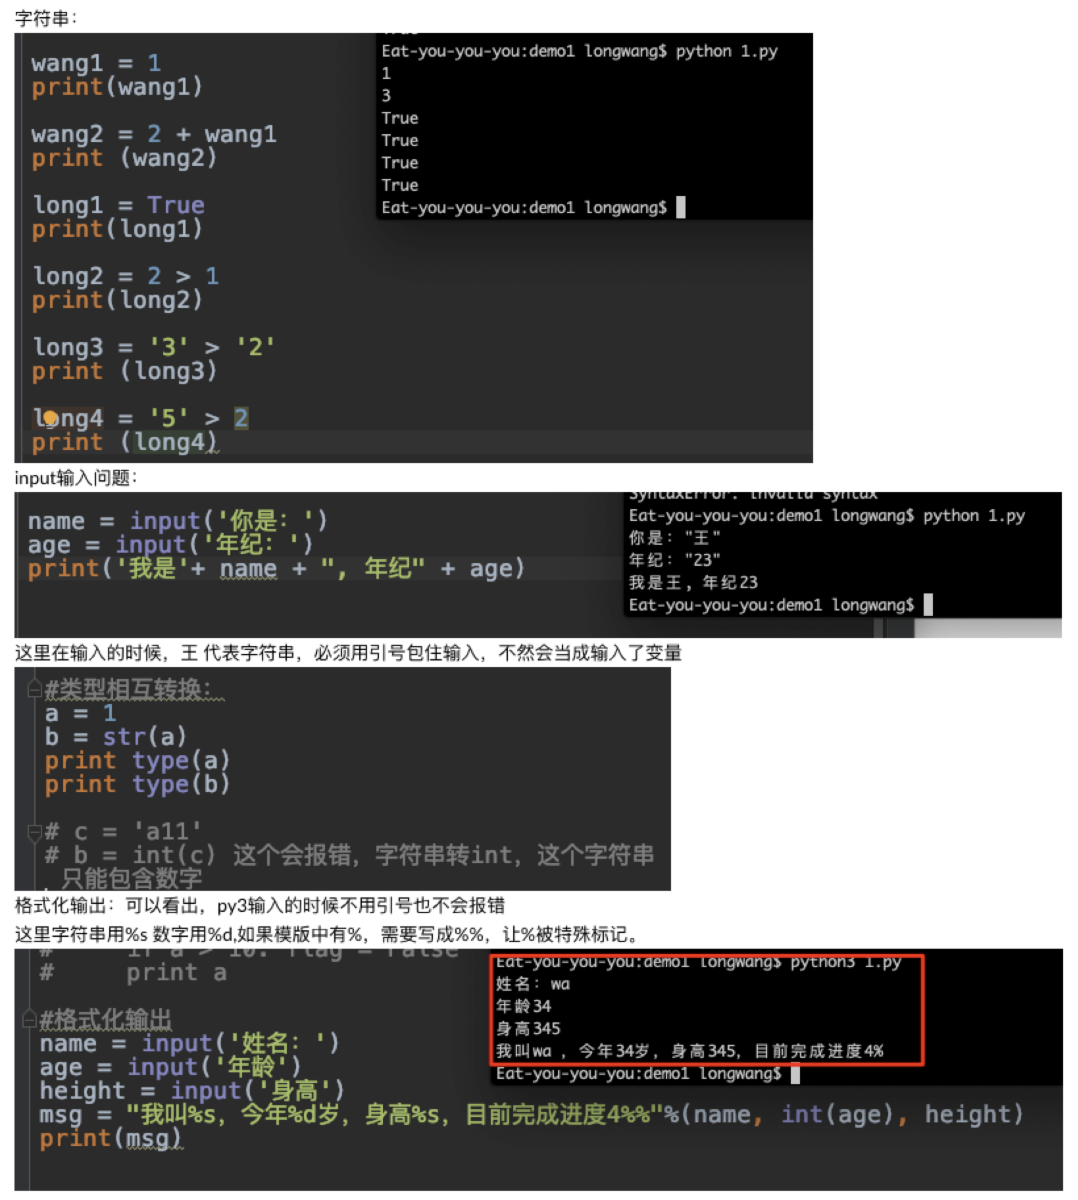 字符串：
wang1 = 1
print(wang1)
wang2 = 2 + wang1
print (wang2)
long1 = True
print(long1)
long2 = 2 > 1
print(long2)
long3 = '3' > '2'
print (long3)
long4 = '5' > 2
print (long4)
Eat-you-you-you:demo1 longwang$ python 1.py
1
3
True
True
True
True
Eat-you-you-you:demo1 longwang$
input输入问题：
name = input('你是：')
age = input('年纪：')
print('我是'+ name + "，年纪" + age)
SyntaxError: invalid syntax
Eat-you-you-you:demo1 longwang$ python 1.py
你是："王"
年纪："23"
我是王，年纪23
Eat-you-you-you:demo1 longwang$
这里在输入的时候，王 代表字符串，必须用引号包住输入，不然会当成输入了变量
#类型相互转换：
a = 1
b = str(a)
print type(a)
print type(b)
# c = 'a11'
# b = int(c) 这个会报错，字符串转int，这个字符串
只能包含数字
格式化输出：可以看出，py3输入的时候不用引号也不会报错
这里字符串用%s 数字用%d,如果模版中有%，需要写成%%，让%被特殊标记。
# if a > 10: flag = False
# print a
#格式化输出
name = input('姓名：')
age = input('年龄')
height = input('身高')
msg = "我叫%s，今年%d岁，身高%s，目前完成进度4%%"%(name, int(age), height)
print(msg)
Eat-you-you-you:demo1 longwang$ python3 1.py
姓名：wa
年龄34
身高345
我叫wa ，今年34岁，身高345，目前完成进度4%
Eat-you-you-you:demo1 longwang$